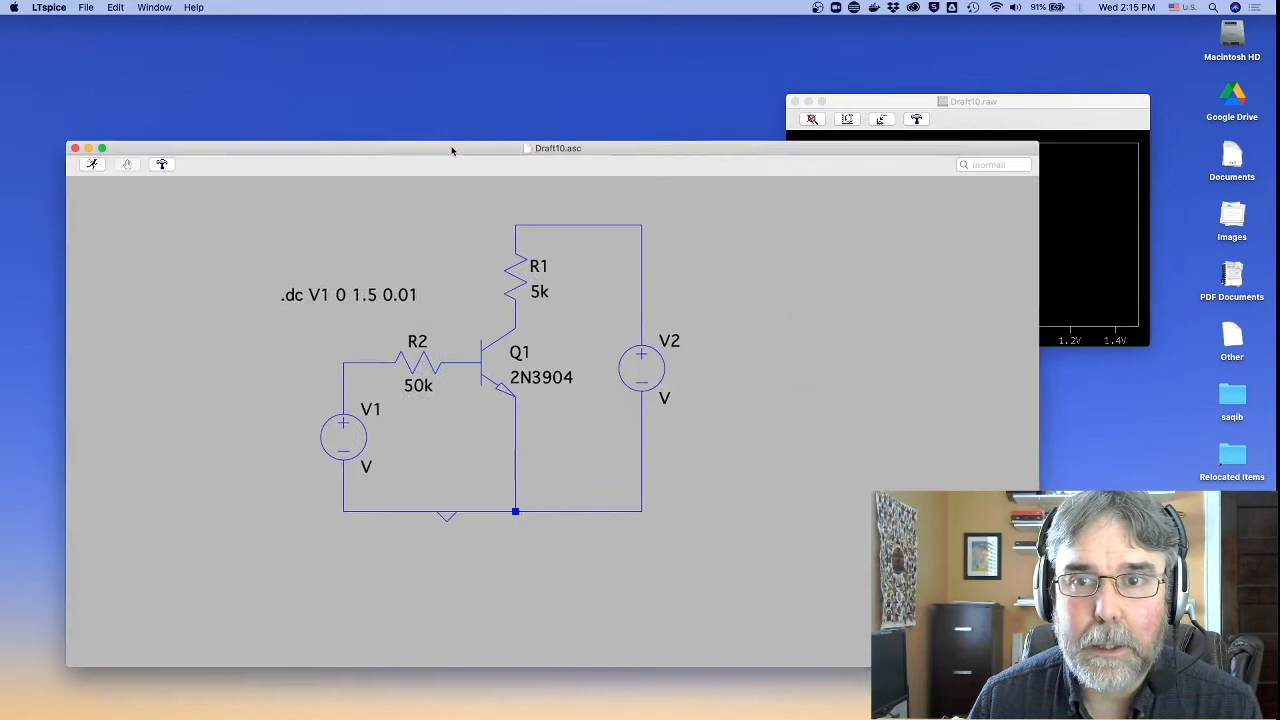 LTspice File Edit Window Help
91% Wed 2:15 PM U.S.
Macintosh HD
Draft10.raw
Google Drive
Draft10.asc
(normal)
Documents
Images
R1
5k
.dc V1 0 1.5 0.01
PDF Documents
R2
50k
Q1
2N3904
V2
V
1.2V 1.4V
Other
V1
V
saqib
Relocated Items